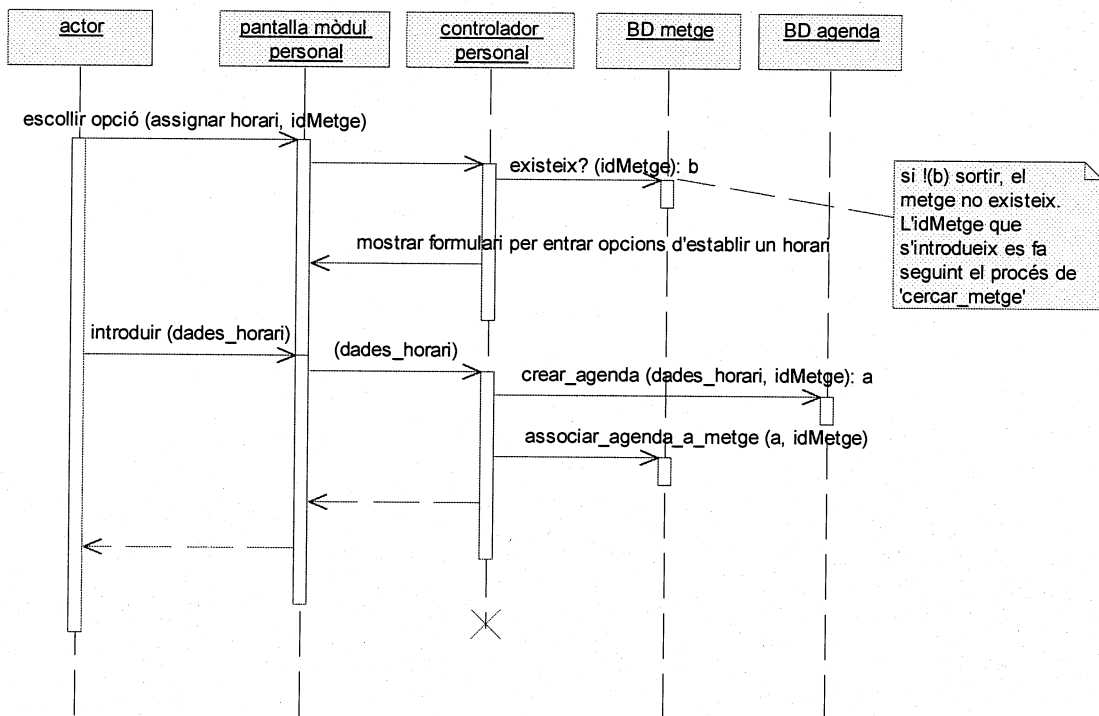 actor
pantalla mòdul
personal
controlador
personal
BD metge
BD agenda
escollir opció (assignar horari, idMetge)
existeix? (idMetge): b
si !(b) sortir, el
metge no existeix.
L'idMetge que
s'introdueix es fa
seguint el procés de
'cercar_metge'
mostrar formulari per entrar opcions d'establir un horari
introduir (dades_horari)
(dades_horari)
crear_agenda (dades_horari, idMetge): a
associar_agenda_a_metge (a, idMetge)